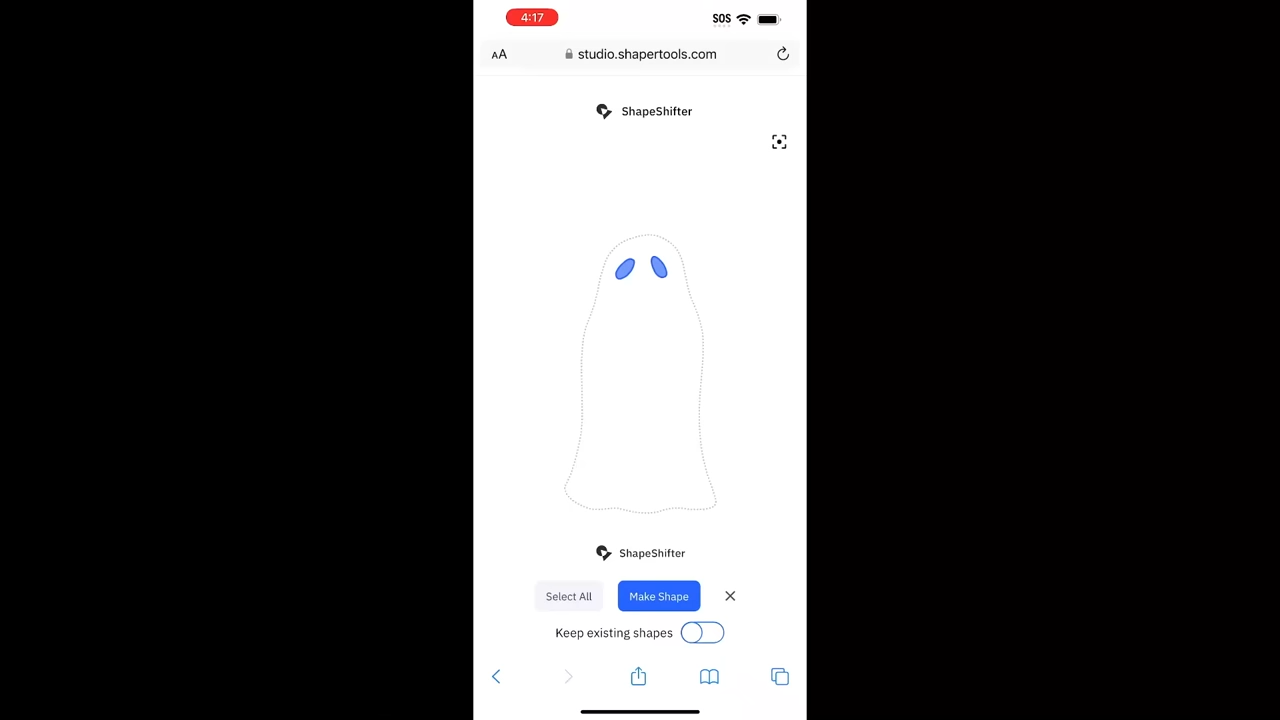 4:17
SOS
AA
studio.shapertools.com
ShapeShifter
ShapeShifter
Select All
Make Shape
Keep existing shapes